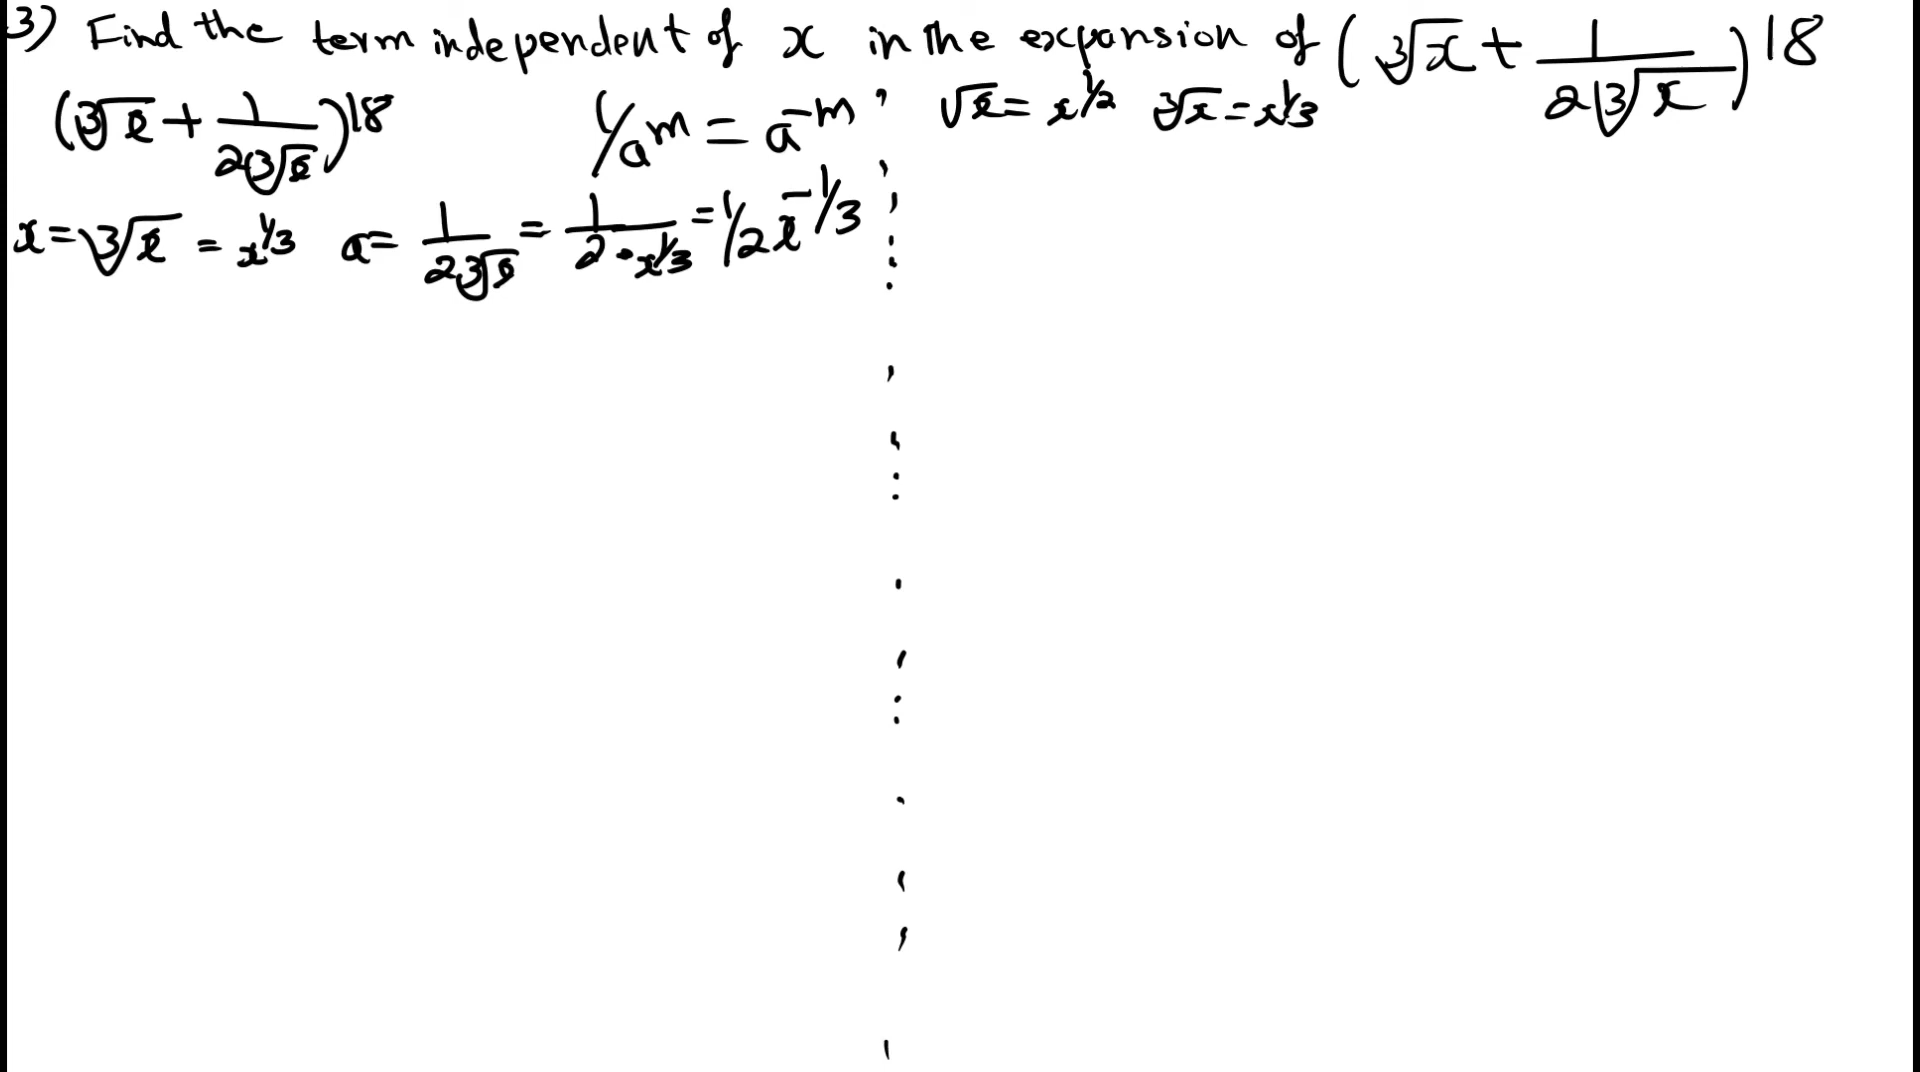 3) Find the term independent of x in the expansion of (∛x + 1/(2∛x))^18
(∛x + 1/(2∛x))^18
1/a^m = a^-m, √x = x^1/2 ∛x = x^1/3
x = ∛x = x^1/3 a = 1/(2∛x) = 1/(2·x^1/3) = 1/2 x^-1/3